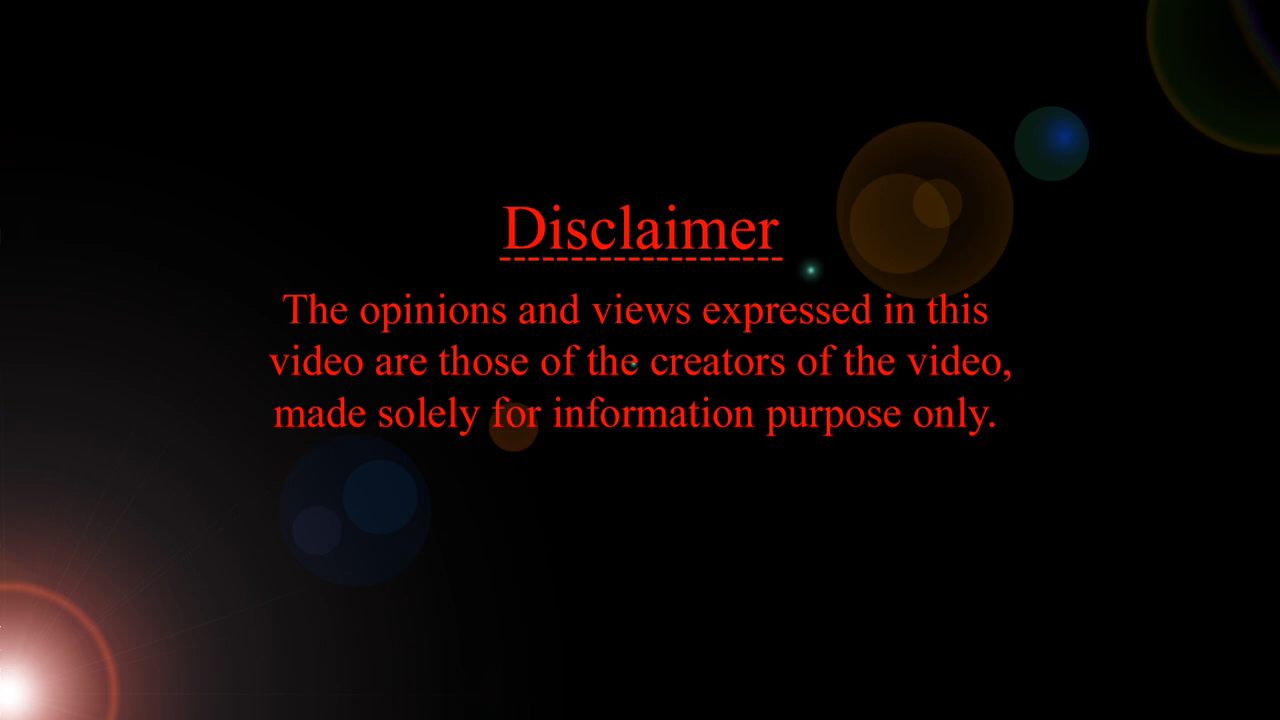 Disclaimer
The opinions and views expressed in this
video are those of the creators of the video,
made solely for information purpose only.